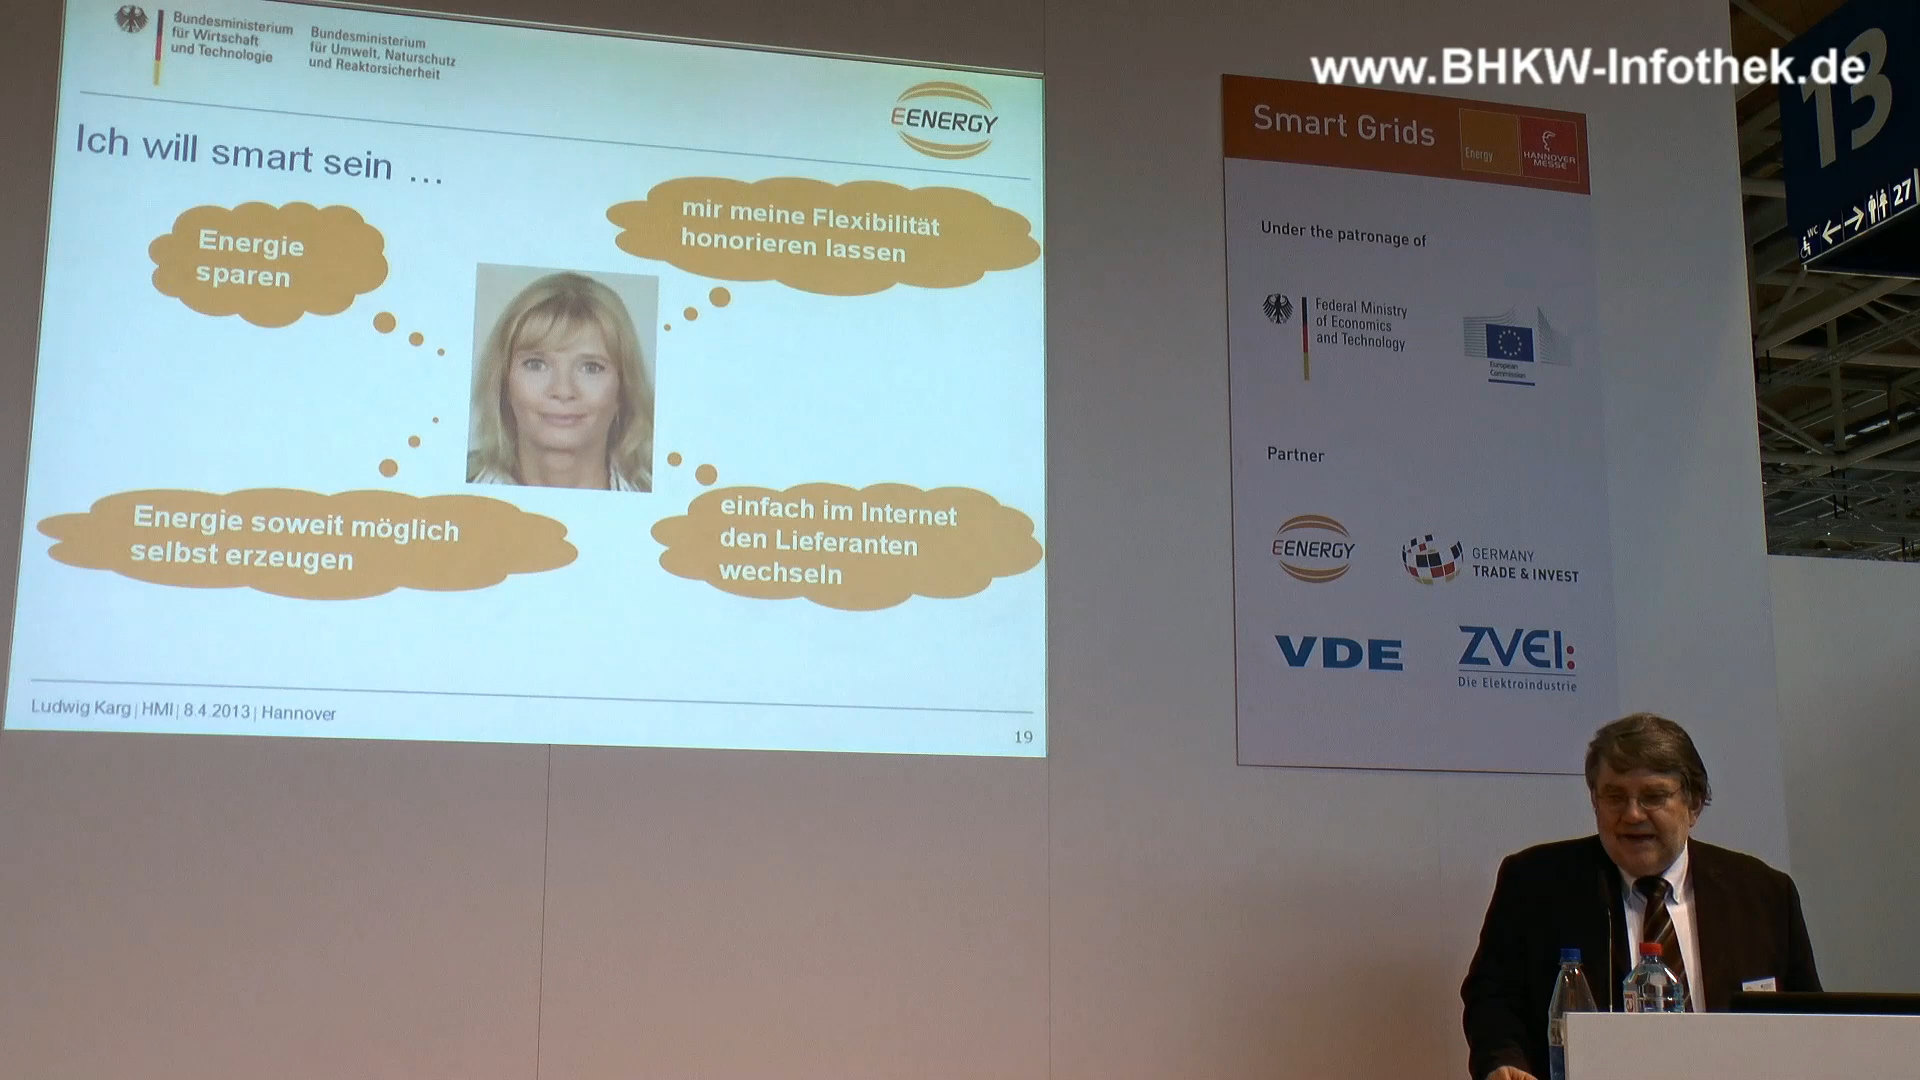 Bundesministerium
für Wirtschaft
und Technologie
Bundesministerium
für Umwelt, Naturschutz
und Reaktorsicherheit
EENERGY
Ich will smart sein ...
Energie
sparen
mir meine Flexibilität
honorieren lassen
Energie soweit möglich
selbst erzeugen
einfach im Internet
den Lieferanten
wechseln
Ludwig Karg | HMI | 8.4.2013 | Hannover
19
www.BHKW-Infothek.de
Smart Grids
Energy
HANNOVER
MESSE
Under the patronage of
Federal Ministry
of Economics
and Technology
European
Commission
Partner
EENERGY
GERMANY
TRADE & INVEST
VDE
ZVEI:
Die Elektroindustrie
13
WC
27